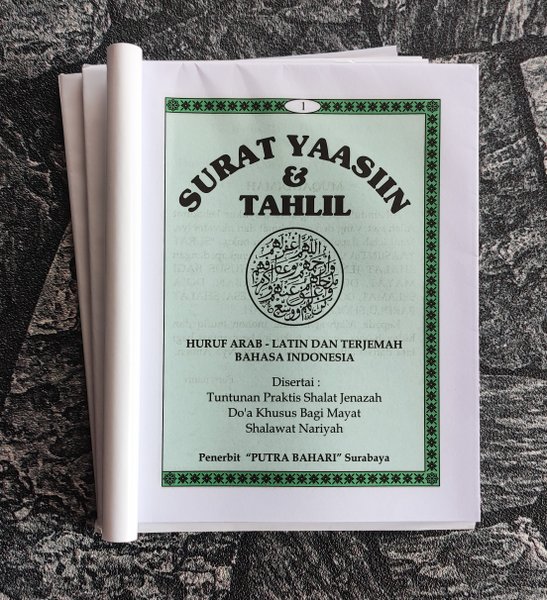 1
SURAT YAASIIN
&
TAHLIL
HURUF ARAB - LATIN DAN TERJEMAH
BAHASA INDONESIA
Disertai :
Tuntunan Praktis Shalat Jenazah
Do'a Khusus Bagi Mayat
Shalawat Nariyah
Penerbit "PUTRA BAHARI" Surabaya